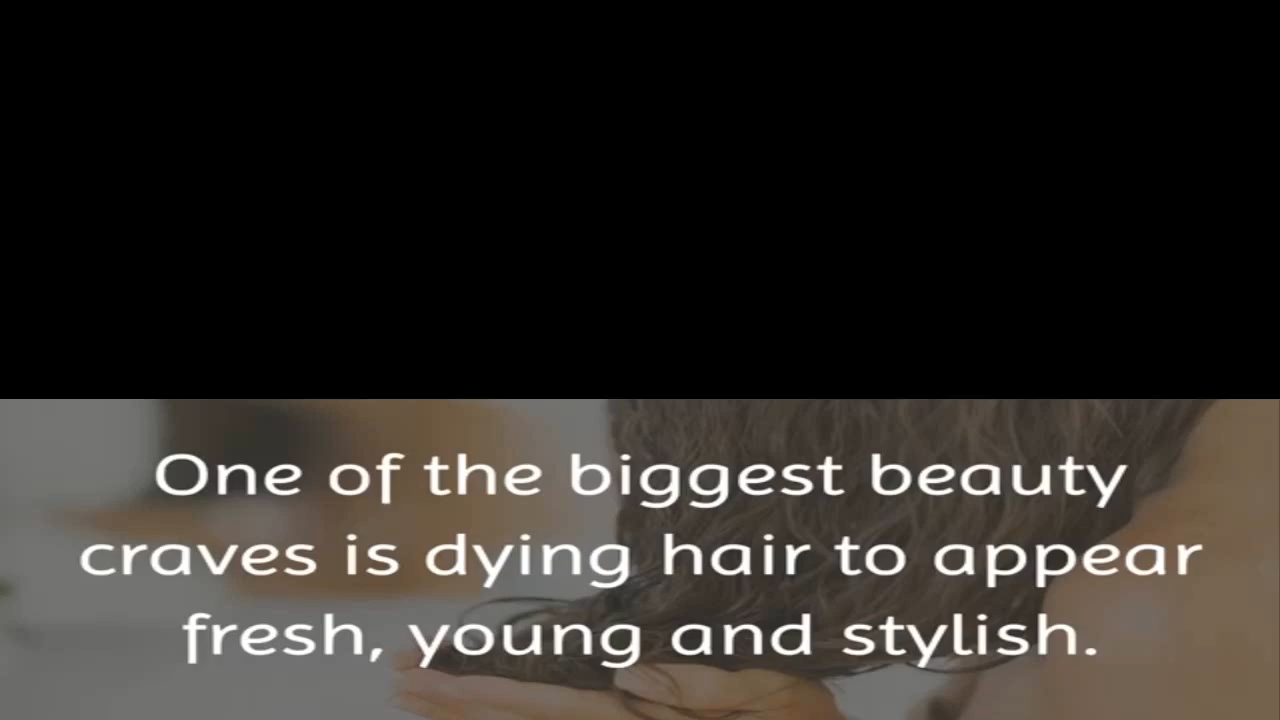 One of the biggest beauty
craves is dying hair to appear
fresh, young and stylish.